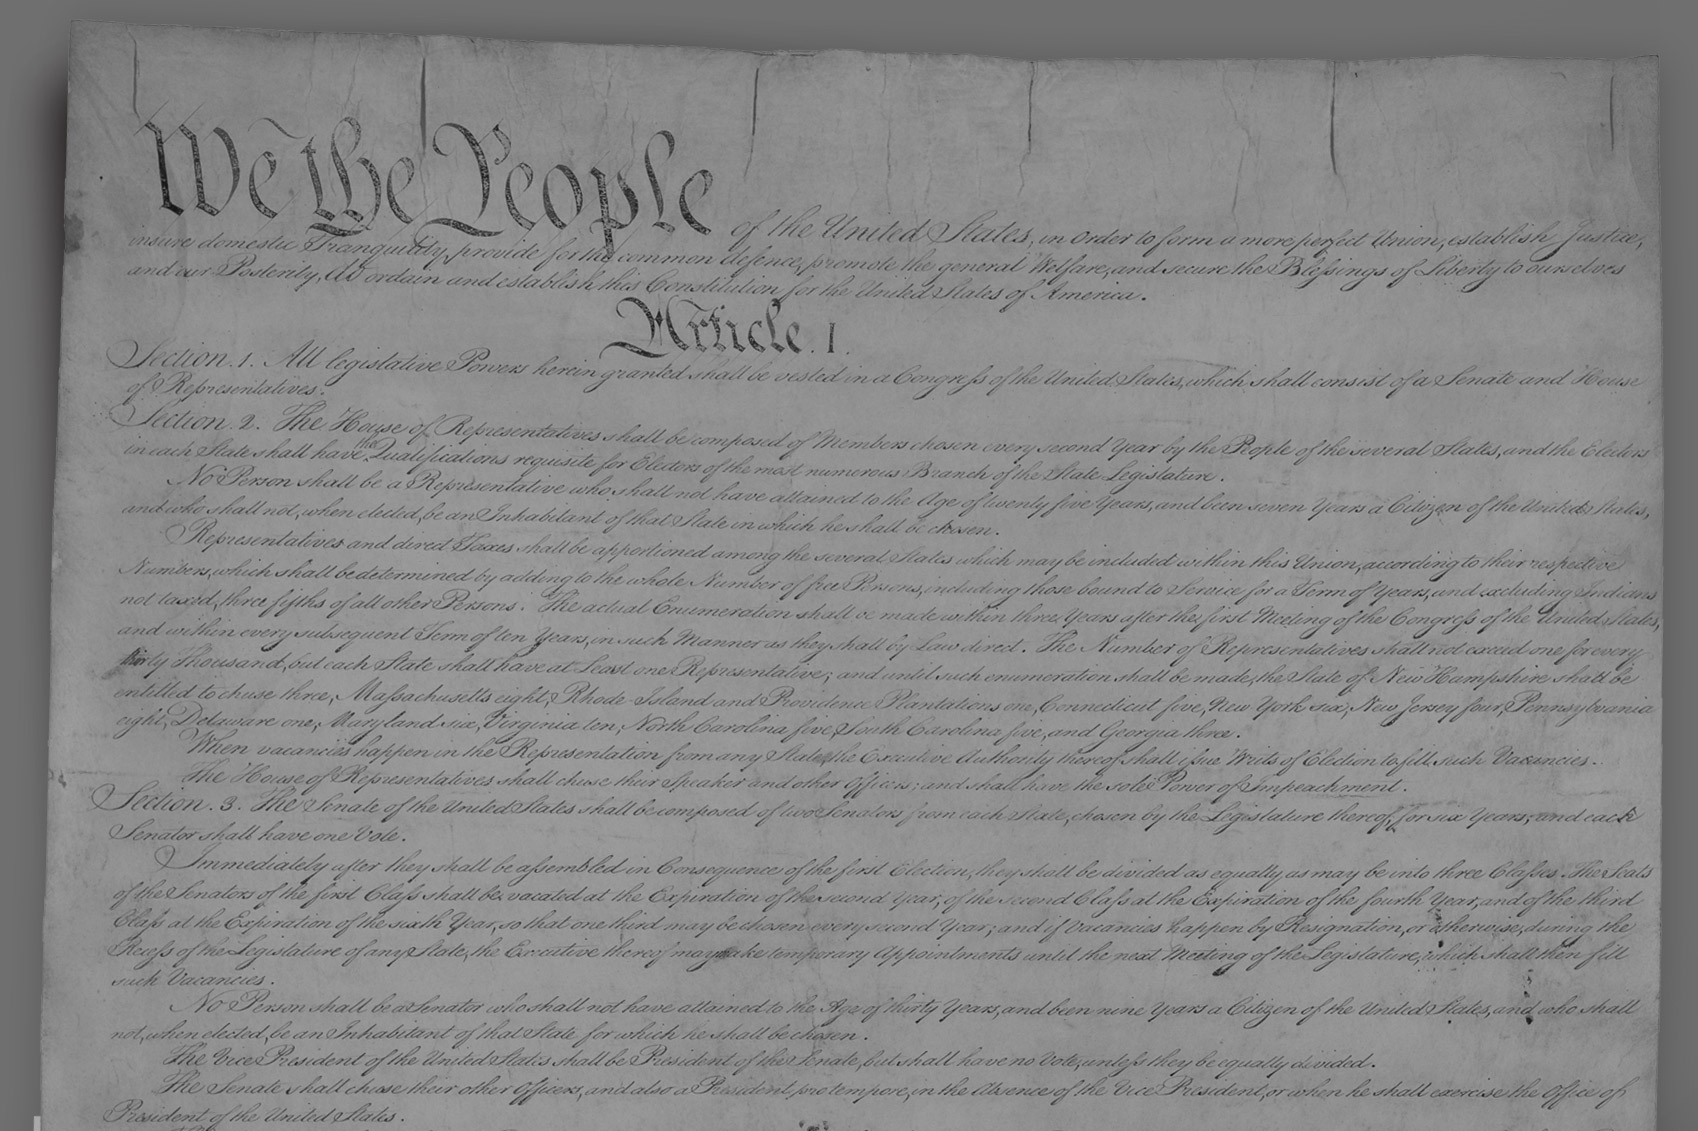 We the People of the United States, in Order to form a more perfect Union, establish Justice,
insure domestic Tranquility, provide for the common defence, promote the general Welfare, and secure the Blessings of Liberty to ourselves
and our Posterity, do ordain and establish this Constitution for the United States of America.
Article. I.
Section. 1. All legislative Powers herein granted shall be vested in a Congress of the United States, which shall consist of a Senate and House
of Representatives.
Section. 2. The House of Representatives shall be composed of Members chosen every second Year by the People of the several States, and the Electors
in each State shall have the Qualifications requisite for Electors of the most numerous Branch of the State Legislature.
No Person shall be a Representative who shall not have attained to the Age of twenty five Years, and been seven Years a Citizen of the United States,
and who shall not, when elected, be an Inhabitant of that State in which he shall be chosen.
Representatives and direct Taxes shall be apportioned among the several States which may be included within this Union, according to their respective
Numbers, which shall be determined by adding to the whole Number of free Persons, including those bound to Service for a Term of Years, and excluding Indians
not taxed, three fifths of all other Persons. The actual Enumeration shall be made within three Years after the first Meeting of the Congress of the United States,
and within every subsequent Term of ten Years, in such Manner as they shall by Law direct. The Number of Representatives shall not exceed one for every
thirty Thousand, but each State shall have at Least one Representative; and until such enumeration shall be made, the State of New Hampshire shall be
entitled to chuse three, Massachusetts eight, Rhode-Island and Providence Plantations one, Connecticut five, New-York six, New Jersey four, Pennsylvania
eight, Delaware one, Maryland six, Virginia ten, North Carolina five, South Carolina five, and Georgia three.
When vacancies happen in the Representation from any State, the Executive Authority thereof shall issue Writs of Election to fill such Vacancies.
The House of Representatives shall chuse their Speaker and other Officers; and shall have the sole Power of Impeachment.
Section. 3. The Senate of the United States shall be composed of two Senators from each State, chosen by the Legislature thereof, for six Years; and each
Senator shall have one Vote.
Immediately after they shall be assembled in Consequence of the first Election, they shall be divided as equally as may be into three Classes. The Seats
of the Senators of the first Class shall be vacated at the Expiration of the second Year, of the second Class at the Expiration of the fourth Year, and of the third
Class at the Expiration of the sixth Year, so that one third may be chosen every second Year; and if Vacancies happen by Resignation, or otherwise, during the
Recess of the Legislature of any State, the Executive thereof may make temporary Appointments until the next Meeting of the Legislature, which shall then fill
such Vacancies.
No Person shall be a Senator who shall not have attained to the Age of thirty Years, and been nine Years a Citizen of the United States, and who shall
not, when elected, be an Inhabitant of that State for which he shall be chosen.
The Vice President of the United States shall be President of the Senate, but shall have no Vote, unless they be equally divided.
The Senate shall chuse their other Officers, and also a President pro tempore, in the Absence of the Vice President, or when he shall exercise the Office of
President of the United States.